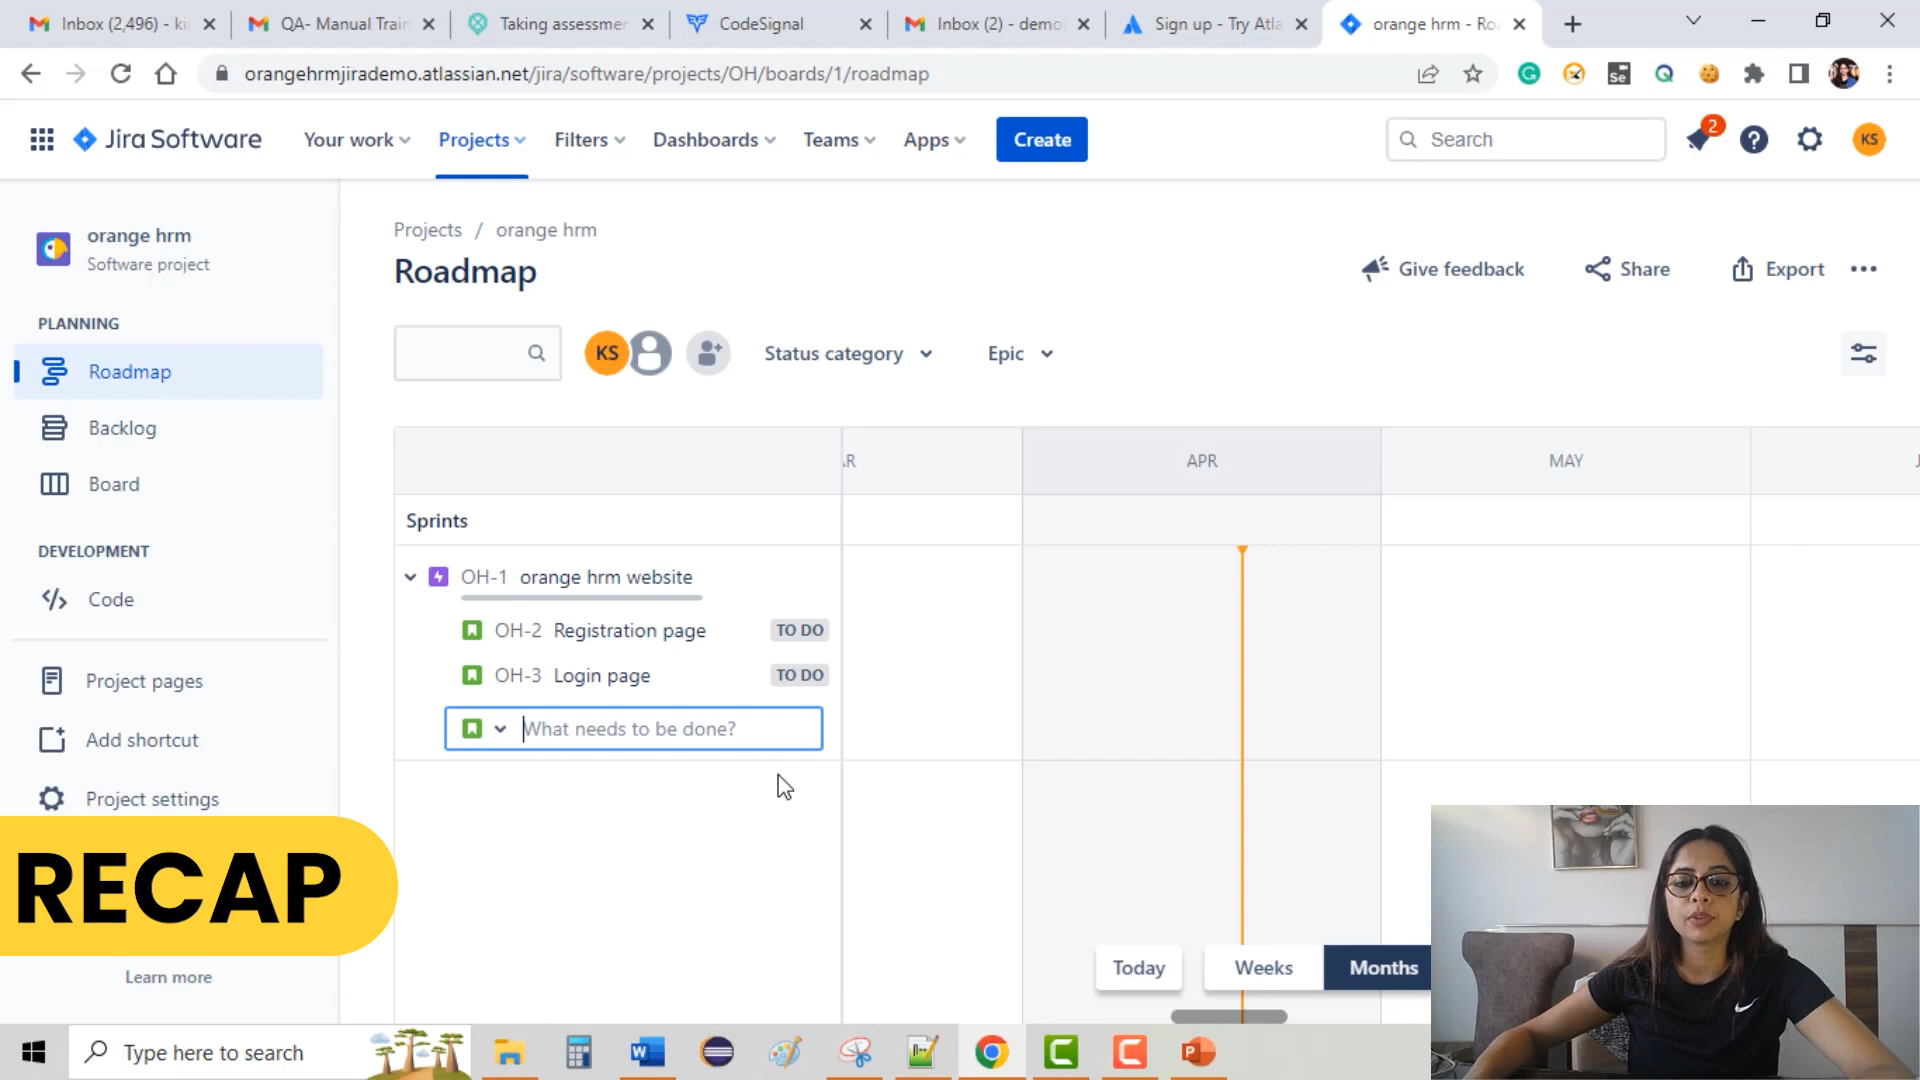 Inbox (2,496) - ki
QA- Manual Train
Taking assessmer
CodeSignal
Inbox (2) - demo
Sign up - Try Atla
orange hrm - Roa
orangehrmjirademo.atlassian.net/jira/software/projects/OH/boards/1/roadmap
Se
Jira Software
Your work
Projects
Filters
Dashboards
Teams
Apps
Create
Search
2
KS
orange hrm
Software project
Projects / orange hrm
Roadmap
Give feedback
Share
Export
PLANNING
Roadmap
Backlog
Board
KS
Status category
Epic
AR
APR
MAY
J
Sprints
DEVELOPMENT
Code
OH-1 orange hrm website
OH-2 Registration page TO DO
OH-3 Login page TO DO
What needs to be done?
Project pages
Add shortcut
Project settings
RECAP
Learn more
Today
Weeks
Months
Type here to search